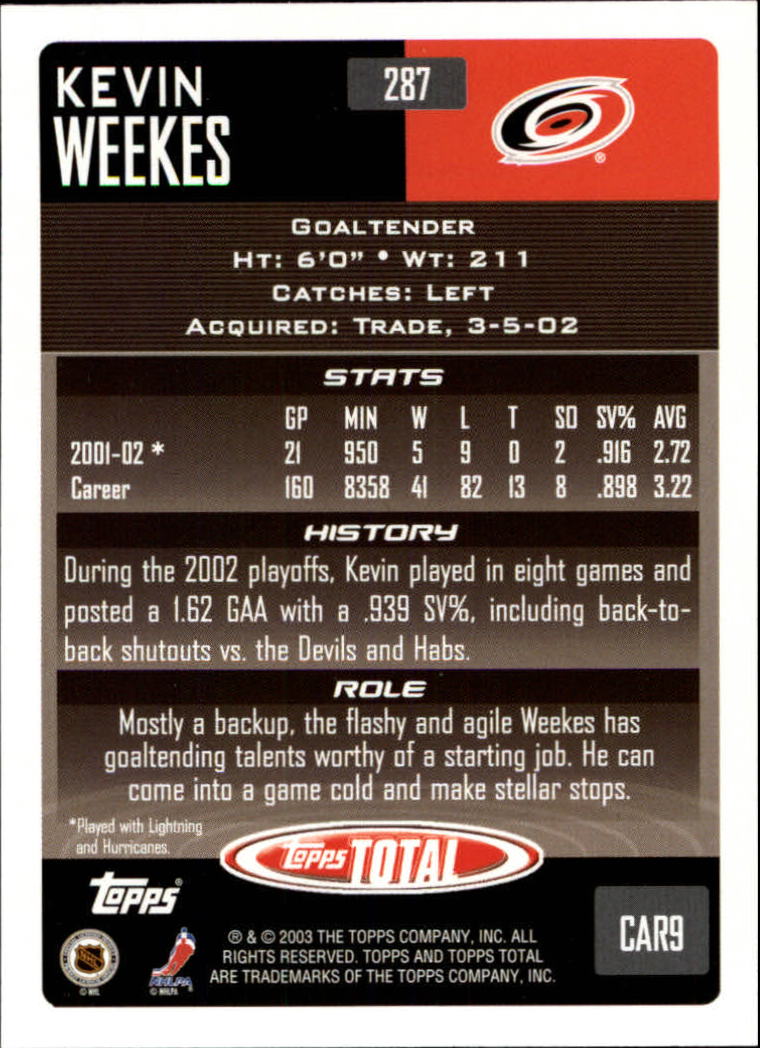 KEVIN
WEEKES
287
®
GOALTENDER
HT: 6'0" • WT: 211
CATCHES: LEFT
ACQUIRED: TRADE, 3-5-02
STATS
GP MIN W L T SO SV% AVG
2001-02 * 21 950 5 9 0 2 .916 2.72
Career 160 8358 41 82 13 8 .898 3.22
HISTORY
During the 2002 playoffs, Kevin played in eight games and
posted a 1.62 GAA with a .939 SV%, including back-to-
back shutouts vs. the Devils and Habs.
ROLE
Mostly a backup, the flashy and agile Weekes has
goaltending talents worthy of a starting job. He can
come into a game cold and make stellar stops.
*Played with Lightning
and Hurricanes.
topps TOTAL
topps®
CAR9
® & © 2003 THE TOPPS COMPANY, INC. ALL
RIGHTS RESERVED. TOPPS AND TOPPS TOTAL
ARE TRADEMARKS OF THE TOPPS COMPANY, INC.
NHL
© NHL
NHLPA
© NHLPA